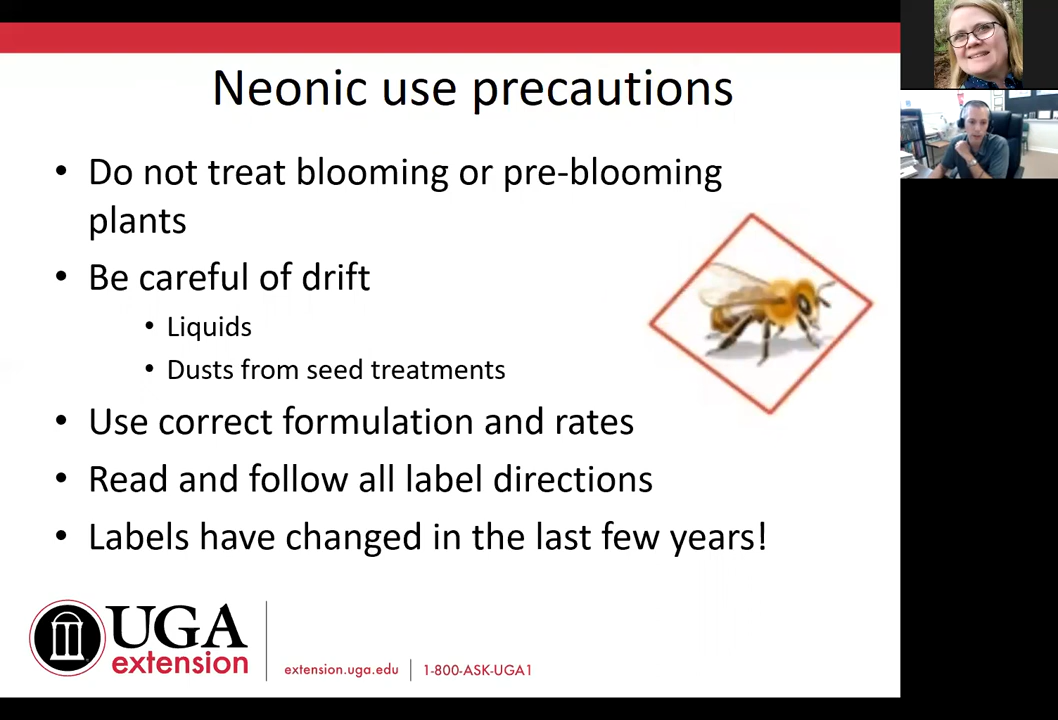 Neonic use precautions
• Do not treat blooming or pre-blooming
plants
• Be careful of drift
• Liquids
• Dusts from seed treatments
• Use correct formulation and rates
• Read and follow all label directions
• Labels have changed in the last few years!
UGA
extension
extension.uga.edu | 1-800-ASK-UGA1